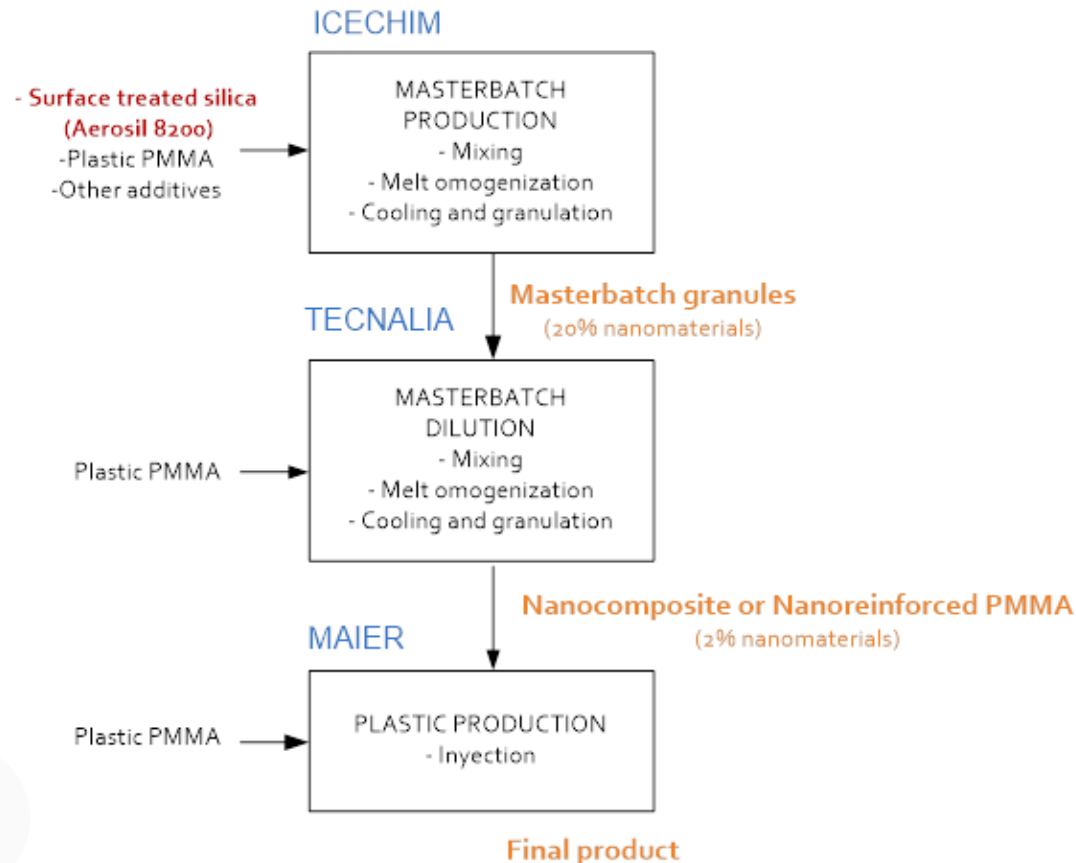 ICECHIM
- Surface treated silica
(Aerosil 8200)
-Plastic PMMA
-Other additives
MASTERBATCH
PRODUCTION
- Mixing
- Melt omogenization
- Cooling and granulation
Masterbatch granules
(20% nanomaterials)
TECNALIA
Plastic PMMA
MASTERBATCH
DILUTION
- Mixing
- Melt omogenization
- Cooling and granulation
Nanocomposite or Nanoreinforced PMMA
(2% nanomaterials)
MAIER
Plastic PMMA
PLASTIC PRODUCTION
- Inyection
Final product